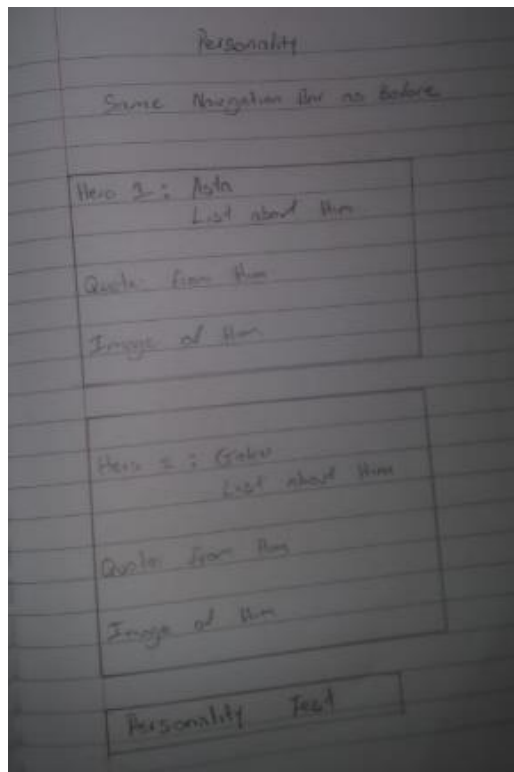 Personality
Same Navigation Bar as before
Hero 1 : Asta
List about Him
Quote from Him
Image of Him
Hero 2 : Goku
List about Him
Quote from Him
Image of Him
Personality Test